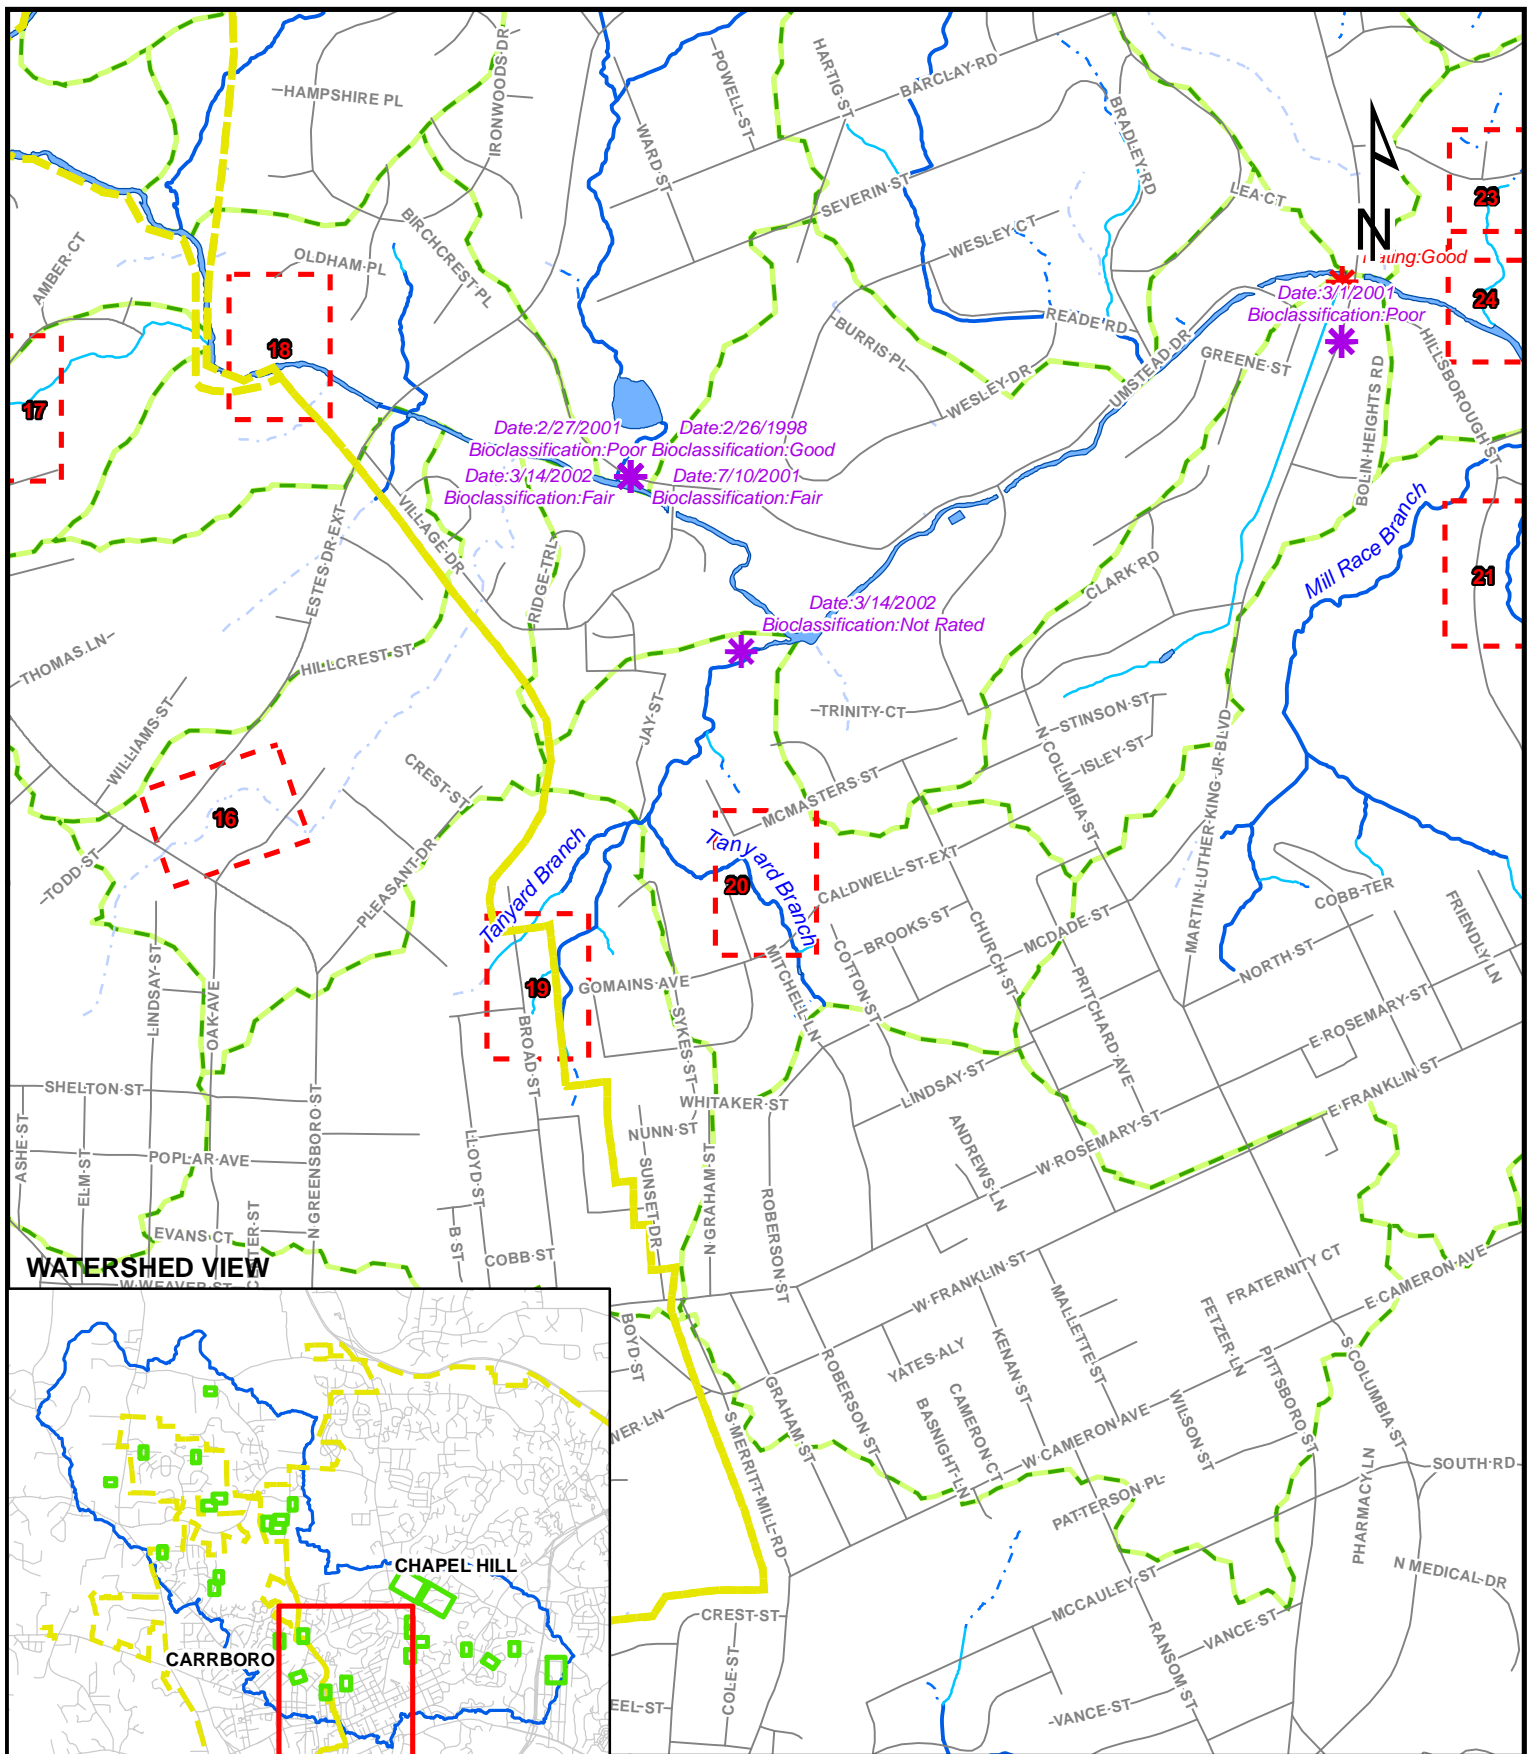 HAMPSHIRE PL
IRONWOODS DR
POWELL ST
HARTIG ST
BARCLAY RD
WARD ST
BRADLEY RD
SEVERIN ST
LEA CT
23
N
AMBER CT
OLDHAM PL
BIRCHCREST PL
WESLEY CT
Rating:Good
Date:3/1/2001
Bioclassification:Poor
24
READE RD
18
BURRIS PL
UMSTEAD DR
GREENE ST
HILLSBOROUGH ST
17
WESLEY DR
BOLIN HEIGHTS RD
Date:2/27/2001
Bioclassification:Poor
Date:2/26/1998
Bioclassification:Good
Date:3/14/2002
Bioclassification:Fair
Date:7/10/2001
Bioclassification:Fair
VILLAGE DR
ESTES DR EXT
RIDGE TRL
CLARK RD
Mill Race Branch
21
Date:3/14/2002
Bioclassification:Not Rated
THOMAS LN
HILLCREST ST
WILLIAMS ST
JAY ST
TRINITY CT
STINSON ST
N COLUMBIA ST
ISLEY ST
MARTIN LUTHER KING JR BLVD
CREST ST
MCMASTERS ST
16
TODD ST
PLEASANT DR
Tanyard Branch
Tanyard Branch
20
CALDWELL ST EXT
COBB TER
FRIENDLY LN
BROOKS ST
CHURCH ST
MCDADE ST
NORTH ST
LINDSAY ST
OAK AVE
19
GOMAINS AVE
MITCHELL LN
COTTON ST
PRITCHARD AVE
E ROSEMARY ST
BROAD ST
SYKES ST
SHELTON ST
WHITAKER ST
LINDSAY ST
E FRANKLIN ST
ASHE ST
ELM ST
POPLAR AVE
N GREENSBORO ST
LLOYD ST
NUNN ST
SUNSET DR
N GRAHAM ST
ROBERSON ST
ANDREWS LN
W ROSEMARY ST
EVANS CT
B ST
COBB ST
WATERSHED VIEW
W WEAVER ST
W FRANKLIN ST
FRATERNITY CT
E CAMERON AVE
BOYD ST
MALLETTE ST
FETZER LN
YATES ALY
KENAN ST
PITTSBORO ST
S COLUMBIA ST
GRAHAM ST
ROBERSON ST
BASNIGHT LN
CAMERON CT
W CAMERON AVE
WILSON ST
S MERRITT MILL RD
PATTERSON PL
PHARMACY LN
SOUTH RD
N MEDICAL DR
CHAPEL HILL
CARRBORO
CREST ST
COLE ST
MCCAULEY ST
VANCE ST
RANSOM ST
VANCE ST